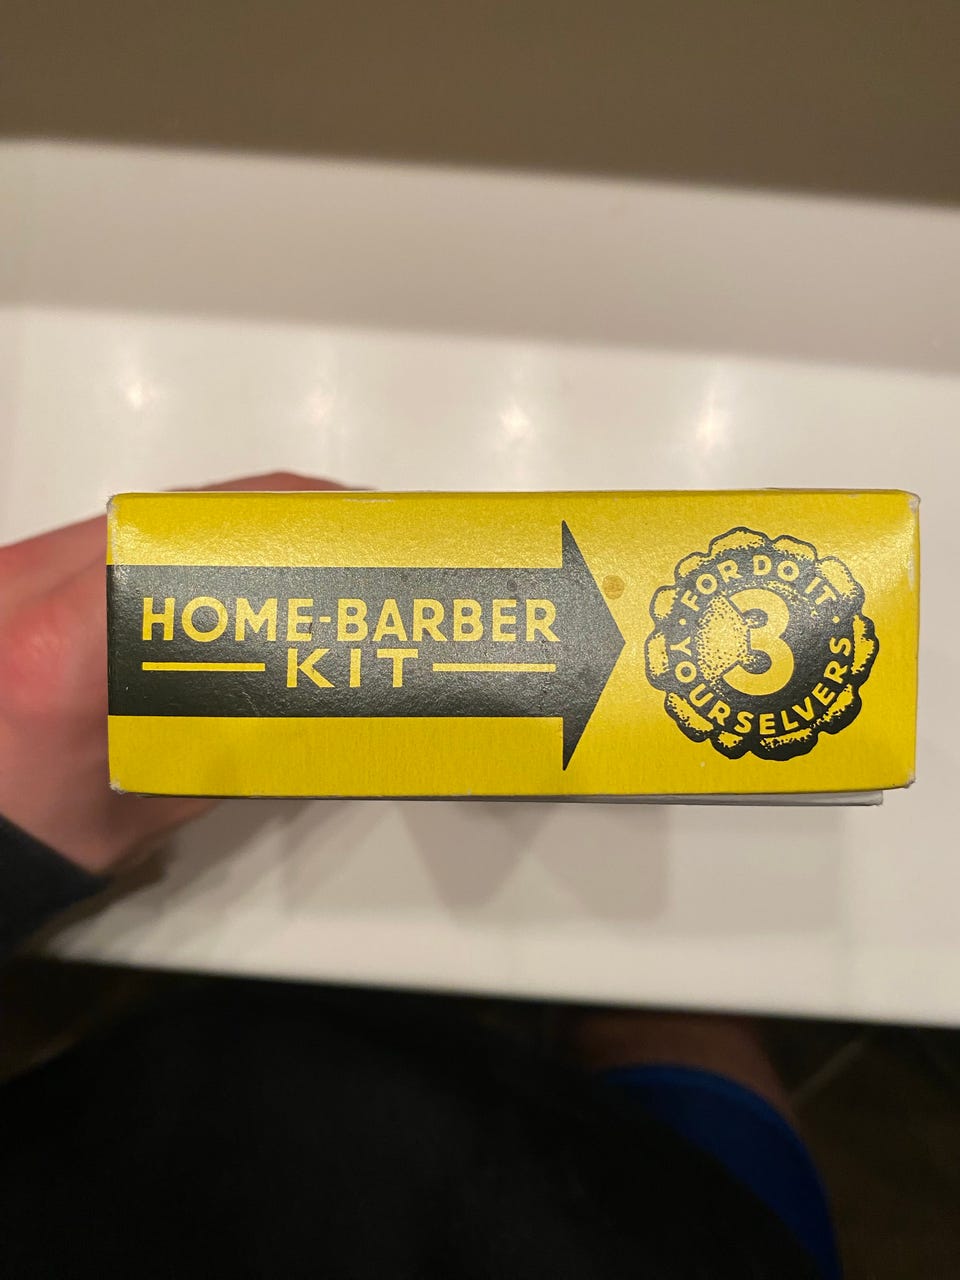 HOME-BARBER
KIT
· FOR DO IT ·
3
YOURSELVERS